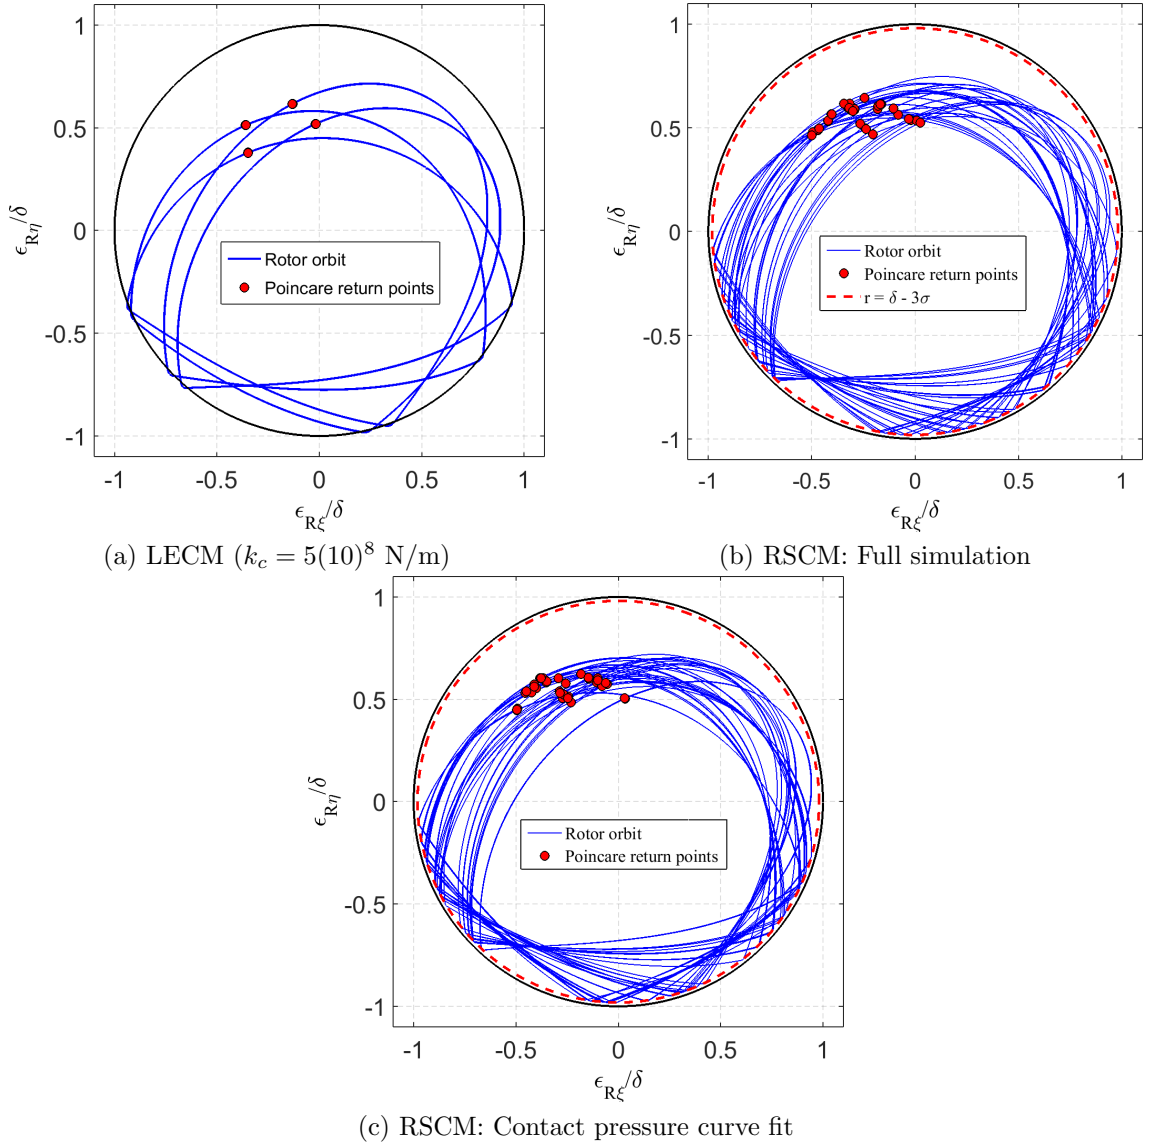 1
0.5
0
-0.5
-1
ϵ_Rη/δ
Rotor orbit
Poincare return points
-1 -0.5 0 0.5 1
ϵ_Rξ/δ
(a) LECM (k_c = 5(10)^8 N/m)
1
0.5
0
-0.5
-1
ϵ_Rη/δ
Rotor orbit
Poincare return points
r = δ - 3σ
-1 -0.5 0 0.5 1
ϵ_Rξ/δ
(b) RSCM: Full simulation
1
0.5
0
-0.5
-1
ϵ_Rη/δ
Rotor orbit
Poincare return points
-1 -0.5 0 0.5 1
ϵ_Rξ/δ
(c) RSCM: Contact pressure curve fit